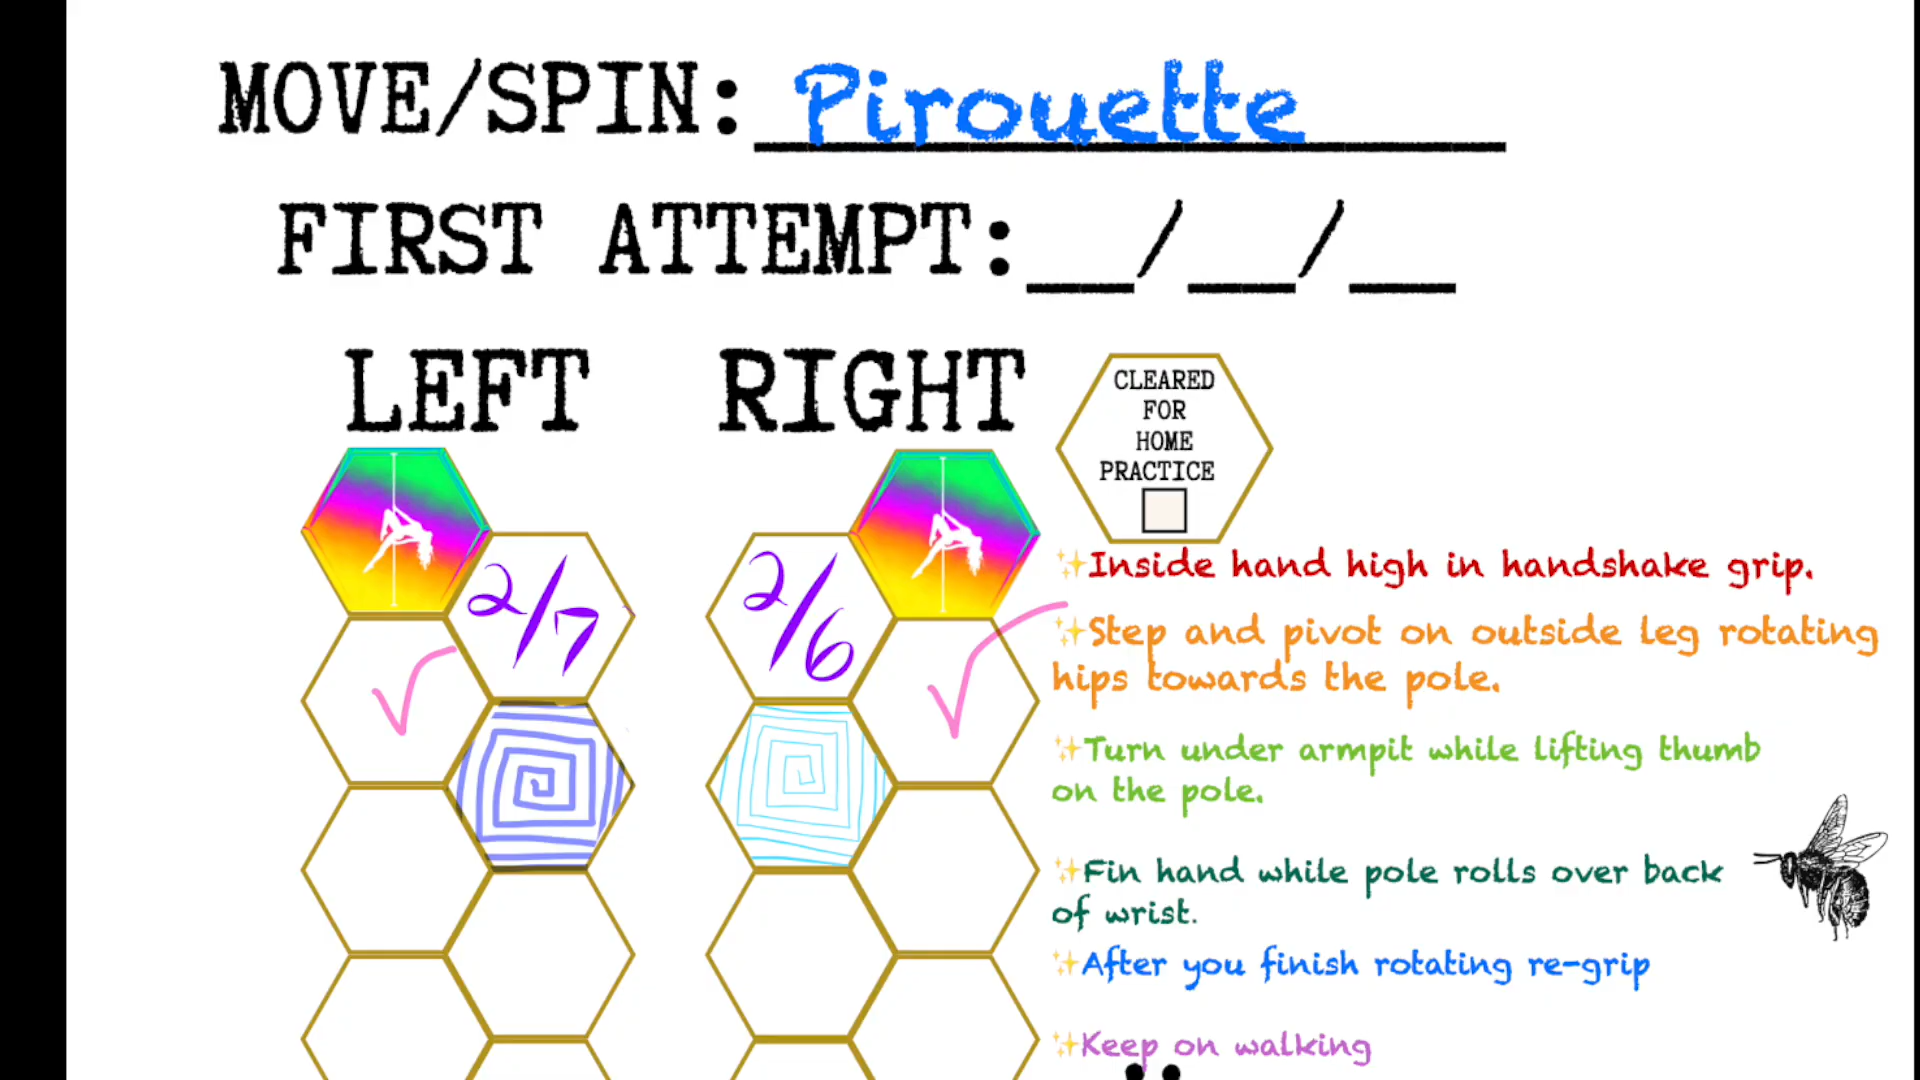 MOVE/SPIN: Pirouette
FIRST ATTEMPT:__/__/__
LEFT RIGHT
CLEARED
FOR
HOME
PRACTICE
2/7 2/6
✨Inside hand high in handshake grip.
✨Step and pivot on outside leg rotating
hips towards the pole.
✨Turn under armpit while lifting thumb
on the pole.
✨Fin hand while pole rolls over back
of wrist.
✨After you finish rotating re-grip
✨Keep on walking